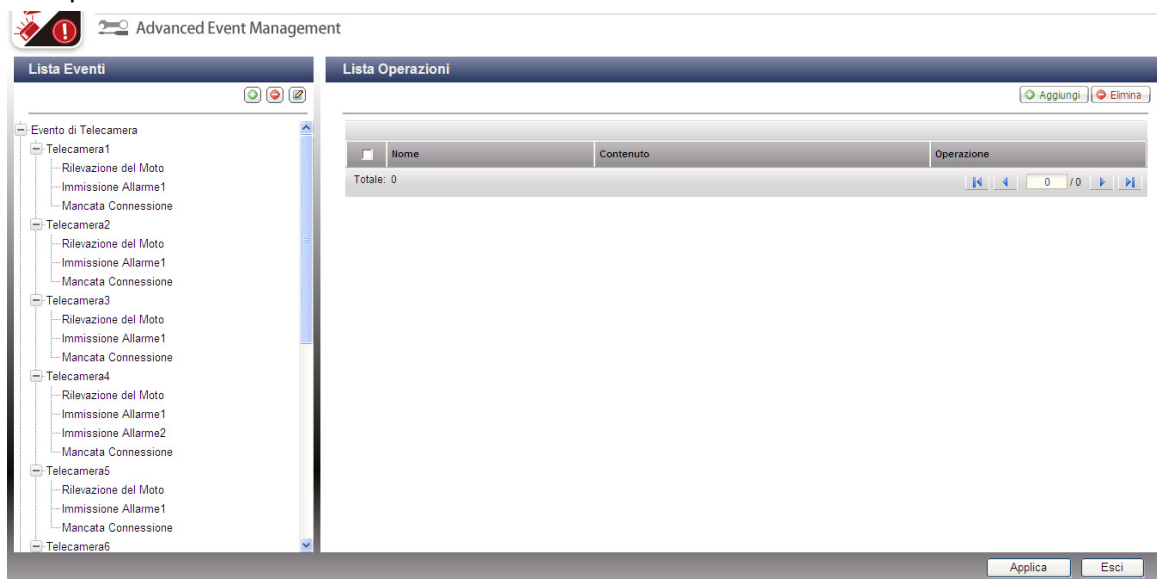 Advanced Event Management
Lista Eventi
Lista Operazioni
Aggiungi Elimina
Evento di Telecamera
Telecamera1
Rilevazione del Moto
Immissione Allarme1
Mancata Connessione
Telecamera2
Rilevazione del Moto
Immissione Allarme1
Mancata Connessione
Telecamera3
Rilevazione del Moto
Immissione Allarme1
Mancata Connessione
Telecamera4
Rilevazione del Moto
Immissione Allarme1
Immissione Allarme2
Mancata Connessione
Telecamera5
Rilevazione del Moto
Immissione Allarme1
Mancata Connessione
Telecamera6
Nome Contenuto Operazione
Totale: 0 0 / 0
Applica Esci